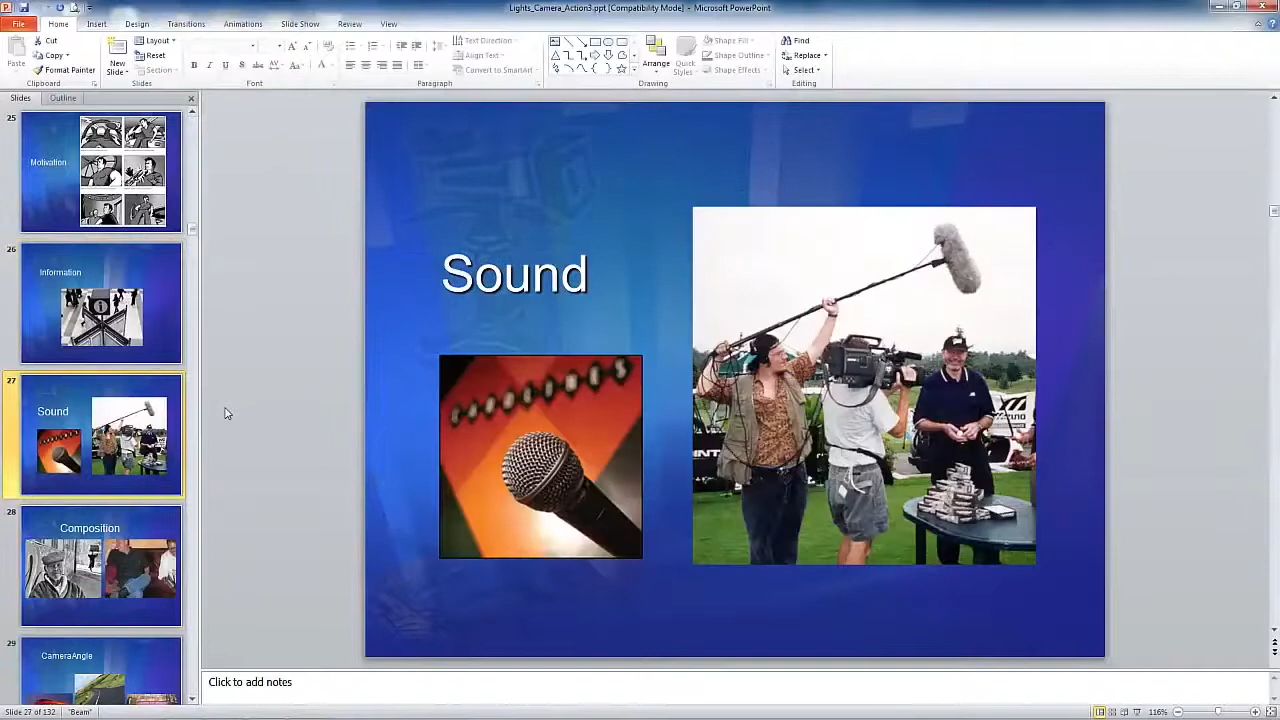 Lights_Camera_Action3.ppt [Compatibility Mode] - Microsoft PowerPoint
File Home Insert Design Transitions Animations Slide Show Review View
Paste
Cut
Copy
Format Painter
Clipboard
New Slide
Layout
Reset
Section
Slides
Font
Text Direction
Align Text
Convert to SmartArt
Paragraph
Arrange
Quick Styles
Shape Fill
Shape Outline
Shape Effects
Drawing
Find
Replace
Select
Editing
Slides Outline
25
Motivation
26
Information
27
Sound
28
Composition
29
CameraAngle
Sound
MIZUNO
Click to add notes
Slide 27 of 132 "Beam" 116%